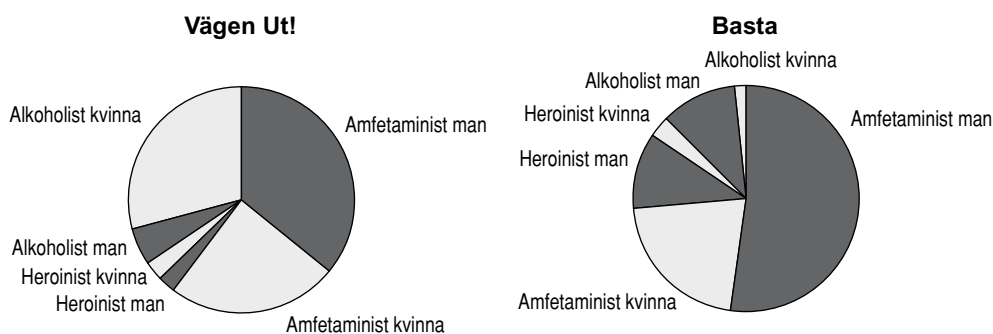 Vägen Ut!
Alkoholist kvinna
Amfetaminist man
Alkoholist man
Heroinist kvinna
Heroinist man
Amfetaminist kvinna
Basta
Alkoholist kvinna
Alkoholist man
Heroinist kvinna
Amfetaminist man
Heroinist man
Amfetaminist kvinna